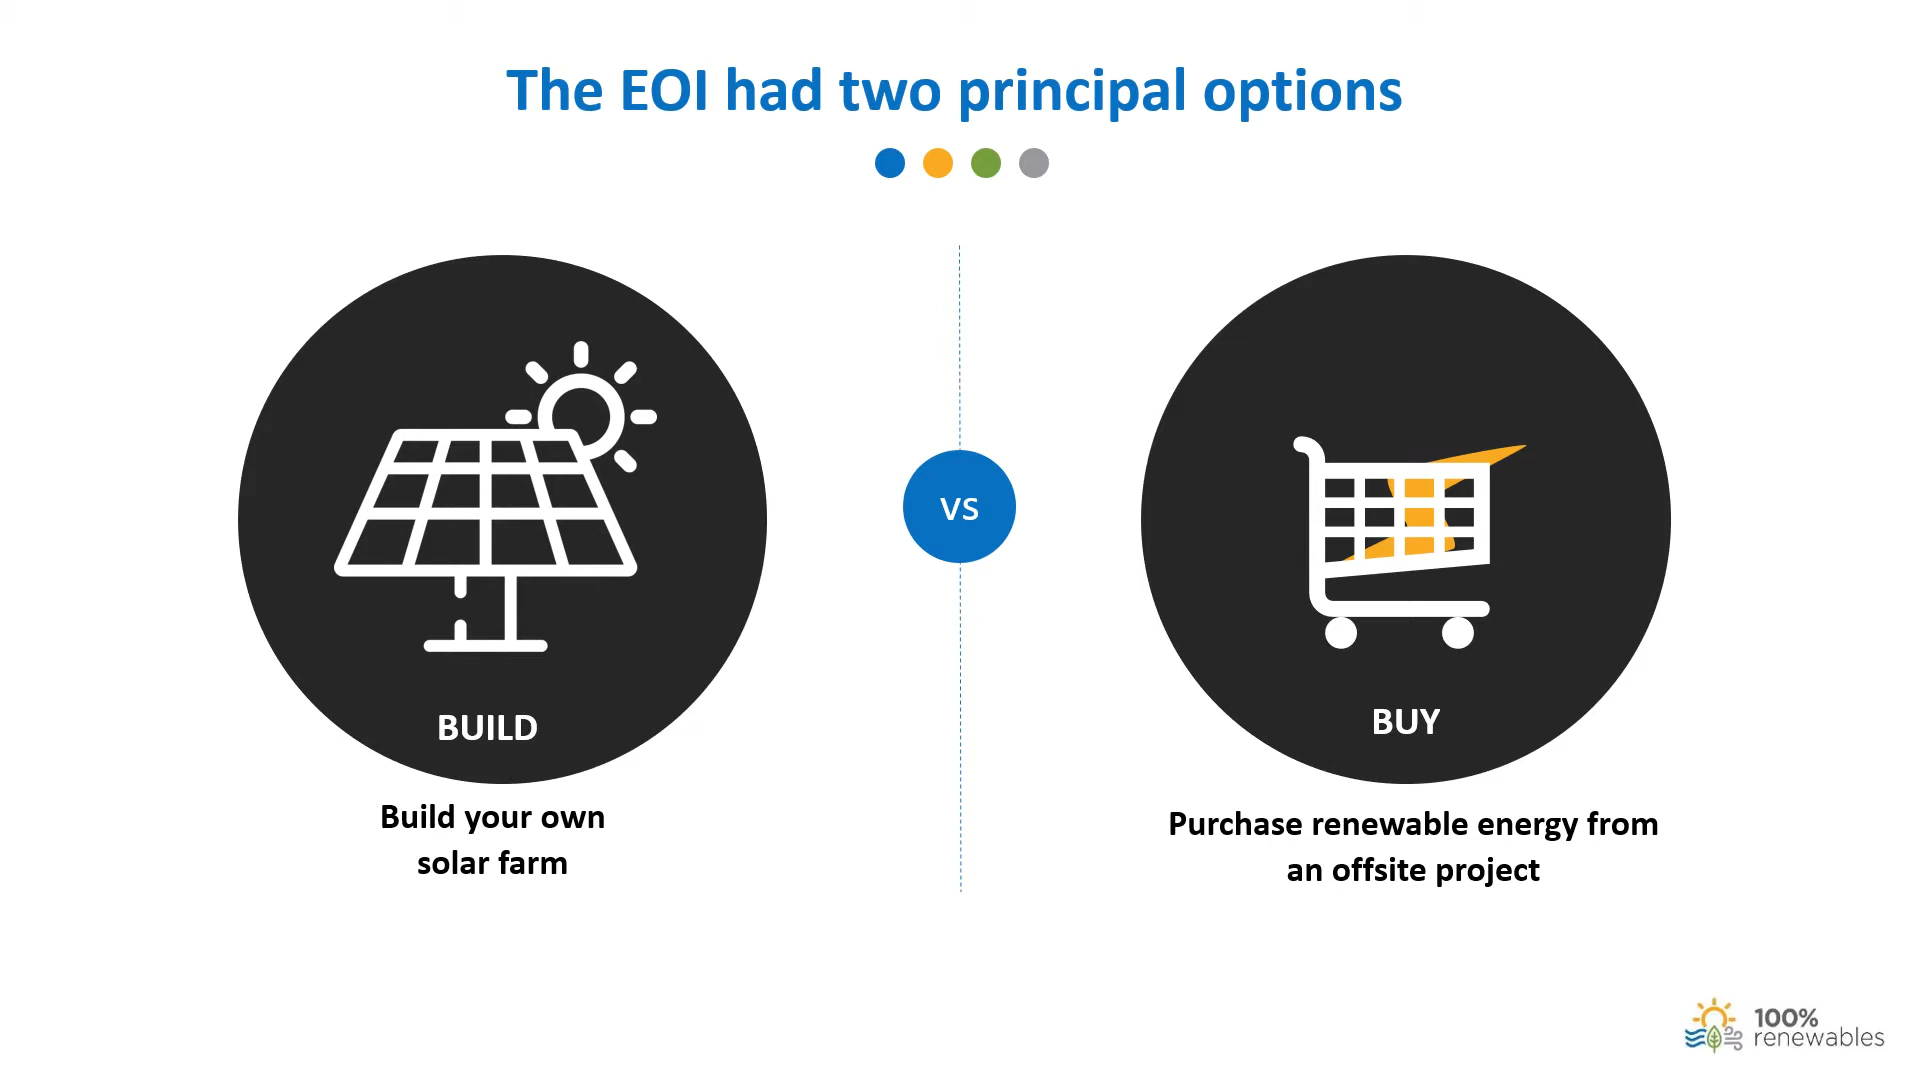 The EOI had two principal options
VS
BUILD
Build your own
solar farm
BUY
Purchase renewable energy from
an offsite project
100%
renewables